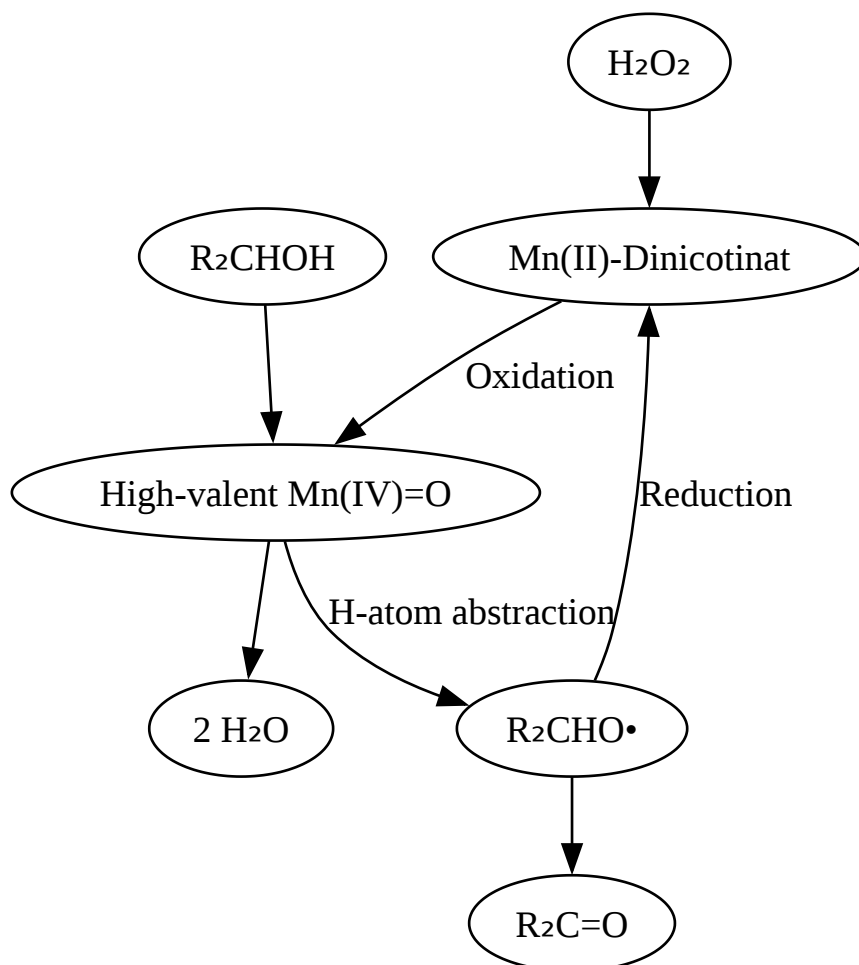 H₂O₂
R₂CHOH
Mn(II)-Dinicotinat
Oxidation
High-valent Mn(IV)=O
Reduction
H-atom abstraction
2 H₂O
R₂CHO•
R₂C=O